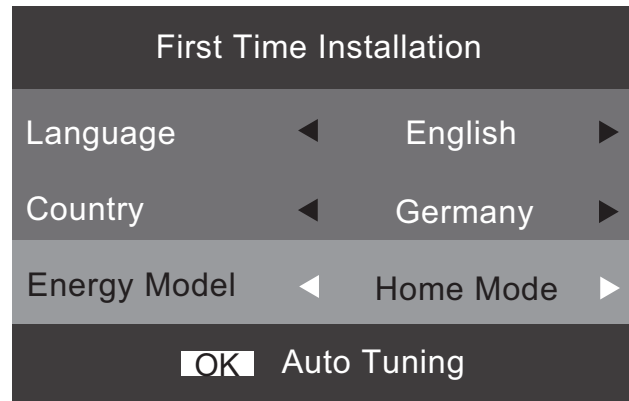 First Time Installation
Language English
Country Germany
Energy Model Home Mode
OK Auto Tuning